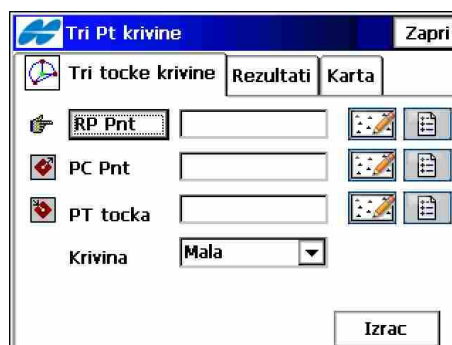 Tri Pt krivine Zapri
Tri tocke krivine Rezultati Karta
RP Pnt
PC Pnt
PT tocka
Krivina Mala
Izrac